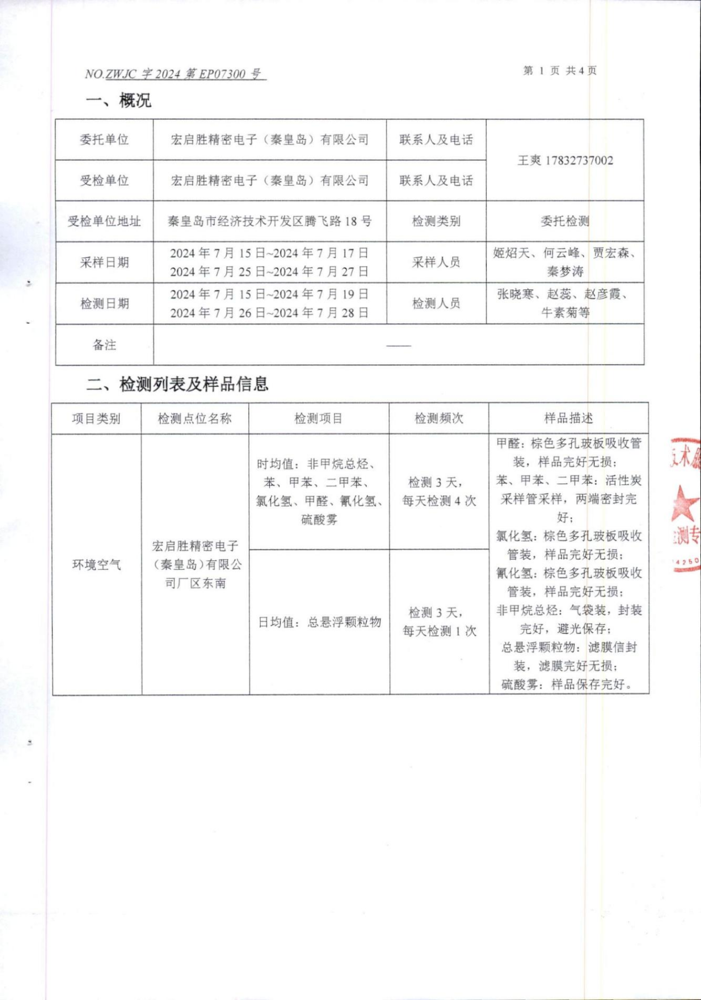 NO.ZWJC 字 2024 第 EP07300 号
第 1 页 共 4 页
一、概况
委托单位
宏启胜精密电子（秦皇岛）有限公司
联系人及电话
王爽 17832737002
受检单位
宏启胜精密电子（秦皇岛）有限公司
联系人及电话
受检单位地址
秦皇岛市经济技术开发区腾飞路 18 号
检测类别
委托检测
采样日期
2024 年 7 月 15 日~2024 年 7 月 17 日
2024 年 7 月 25 日~2024 年 7 月 27 日
采样人员
姬炤天、何云峰、贾宏森、
秦梦涛
检测日期
2024 年 7 月 15 日~2024 年 7 月 19 日
2024 年 7 月 26 日~2024 年 7 月 28 日
检测人员
张晓寒、赵蕊、赵彦霞、
牛素菊等
备注
——
二、检测列表及样品信息
项目类别
检测点位名称
检测项目
检测频次
样品描述
环境空气
宏启胜精密电子
（秦皇岛）有限公
司厂区东南
时均值：非甲烷总烃、
苯、甲苯、二甲苯、
氯化氢、甲醛、氰化氢、
硫酸雾
检测 3 天，
每天检测 4 次
日均值：总悬浮颗粒物
检测 3 天，
每天检测 1 次
甲醛：棕色多孔玻板吸收管
装，样品完好无损；
苯、甲苯、二甲苯：活性炭
采样管采样，两端密封完
好；
氯化氢：棕色多孔玻板吸收
管装，样品完好无损；
氰化氢：棕色多孔玻板吸收
管装，样品完好无损；
非甲烷总烃：气袋装，封装
完好，避光保存；
总悬浮颗粒物：滤膜信封
装，滤膜完好无损；
硫酸雾：样品保存完好。
术
测专
4250